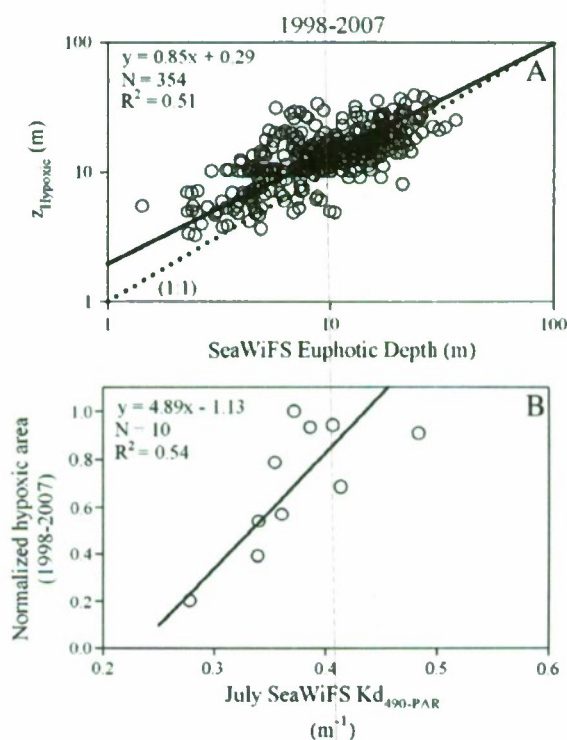 1998-2007
100
y = 0.85x + 0.29
N = 354
R² = 0.51
A
z_Hypoxic (m)
10
(1:1)
1
1
10
100
SeaWiFS Euphotic Depth (m)
y = 4.89x - 1.13
N = 10
R² = 0.54
B
Normalized hypoxic area
(1998-2007)
1.0
0.8
0.6
0.4
0.2
0.0
0.2
0.3
0.4
0.5
0.6
July SeaWiFS Kd₄₉₀₋PAR
(m⁻¹)